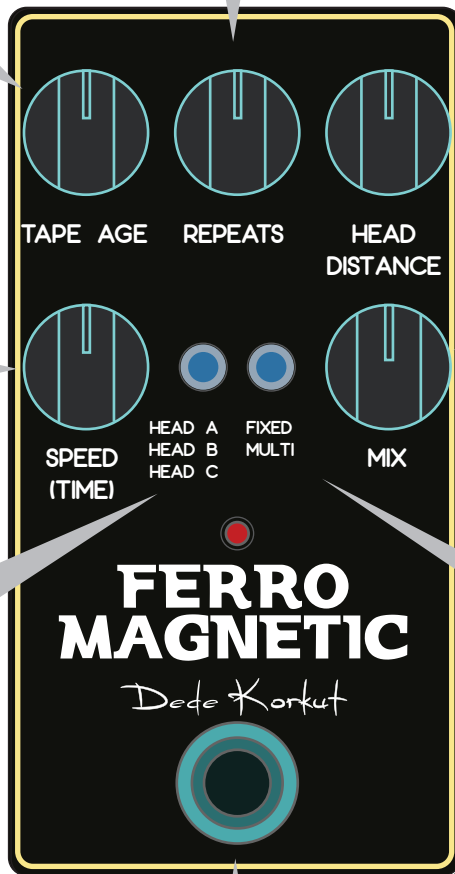 TAPE AGE
REPEATS
HEAD
DISTANCE
SPEED
(TIME)
HEAD A
HEAD B
HEAD C
FIXED
MULTI
MIX
FERRO
MAGNETIC
Dede Korkut